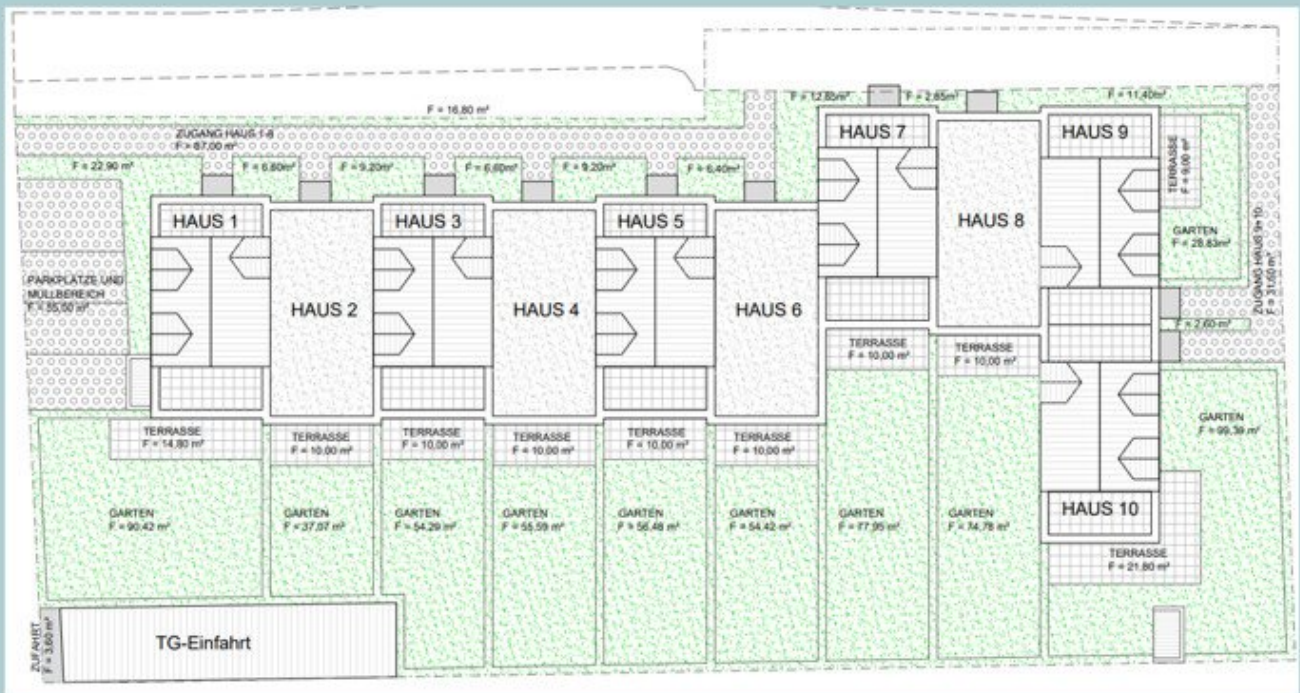 F = 16,80 m²
F = 12,65m²
F = 2,85m²
F = 11,40m²
ZUGANG HAUS 1-8
F = 67,00 m²
HAUS 7
HAUS 9
TERRASSE
F = 9,00 m²
F = 22,90 m²
F = 6,60m²
F = 9,20m²
F = 6,60m²
F = 9,20m²
F = 6,40m²
HAUS 1
HAUS 3
HAUS 5
HAUS 8
GARTEN
F = 28,83m²
ZUGANG HAUS 9+10
F = 31,60 m²
PARKPLÄTZE UND
MÜLLBEREICH
F = 55,00 m²
HAUS 2
HAUS 4
HAUS 6
F = 2,60 m²
TERRASSE
F = 10,00 m²
TERRASSE
F = 10,00 m²
TERRASSE
F = 14,80 m²
TERRASSE
F = 10,00 m²
TERRASSE
F = 10,00 m²
TERRASSE
F = 10,00 m²
TERRASSE
F = 10,00 m²
TERRASSE
F = 10,00 m²
GARTEN
F = 99,39 m²
GARTEN
F = 90,42 m²
GARTEN
F = 37,07 m²
GARTEN
F = 54,29 m²
GARTEN
F = 55,59 m²
GARTEN
F = 56,48 m²
GARTEN
F = 54,42 m²
GARTEN
F = 77,95 m²
GARTEN
F = 74,78 m²
HAUS 10
TERRASSE
F = 21,80 m²
ZUFAHRT
F = 3,60 m²
TG-Einfahrt